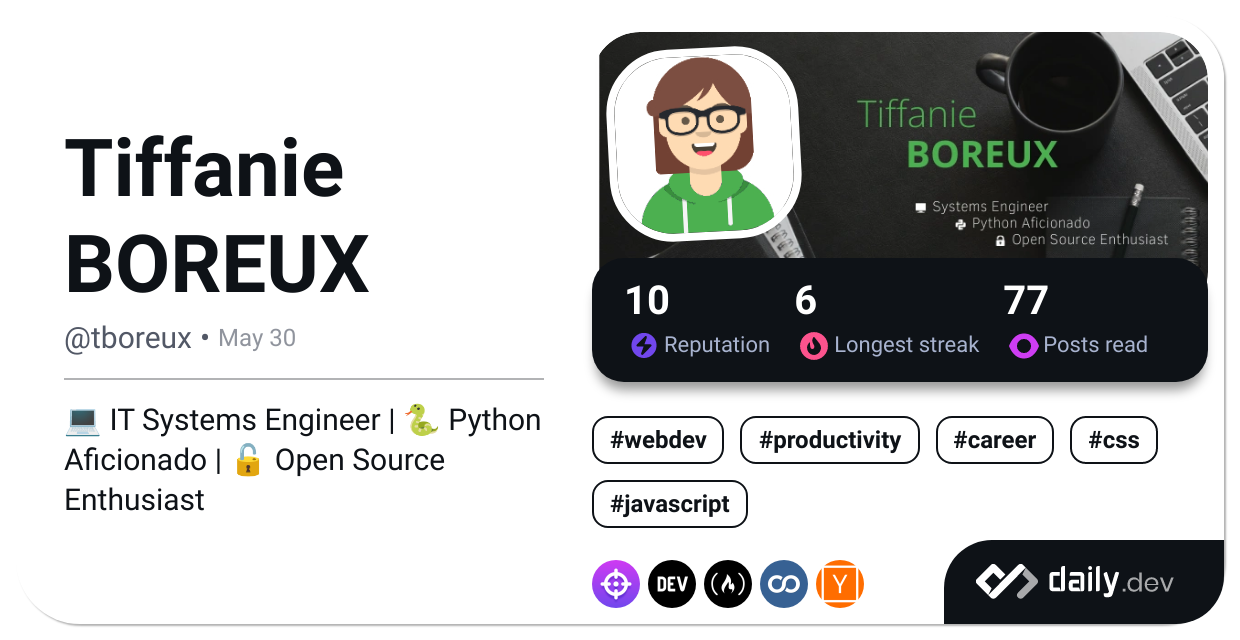 Tiffanie
BOREUX
@tboreux • May 30
💻 IT Systems Engineer | 🐍 Python
Aficionado | 🔓 Open Source
Enthusiast
Tiffanie
BOREUX
Systems Engineer
Python Aficionado
Open Source Enthusiast
10 6 77
Reputation Longest streak Posts read
#webdev #productivity #career #css
#javascript
DEV Y
daily.dev